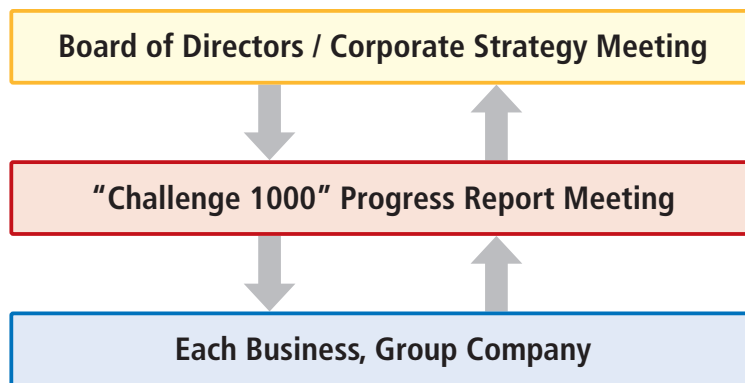 Board of Directors / Corporate Strategy Meeting
“Challenge 1000” Progress Report Meeting
Each Business, Group Company